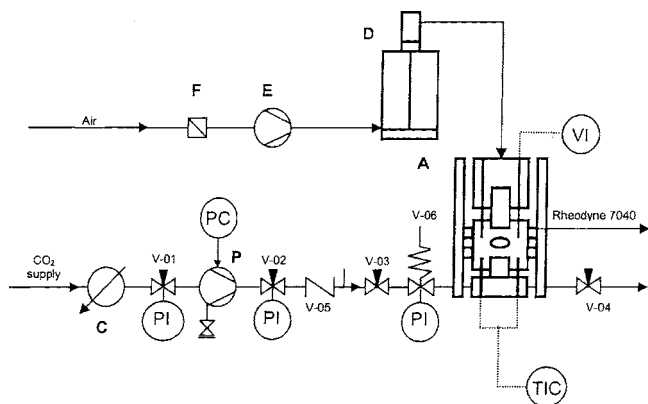 D
F
E
Air
VI
A
V-06
Rheodyne 7040
PC
V-01
P
V-02
V-03
CO₂
supply
C
PI
PI
V-05
PI
V-04
TIC